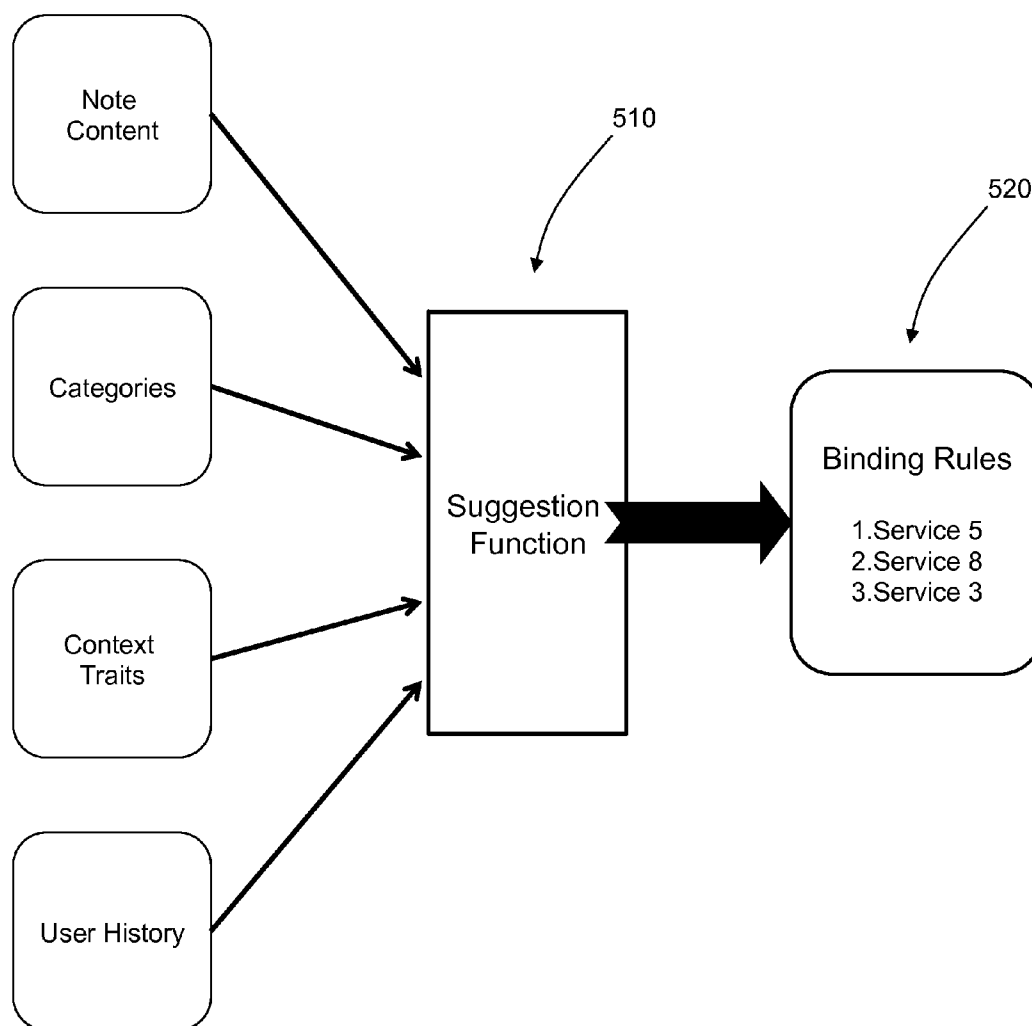 Note
Content
510
520
Categories
Suggestion
Function
Binding Rules
1.Service 5
2.Service 8
3.Service 3
Context
Traits
User History